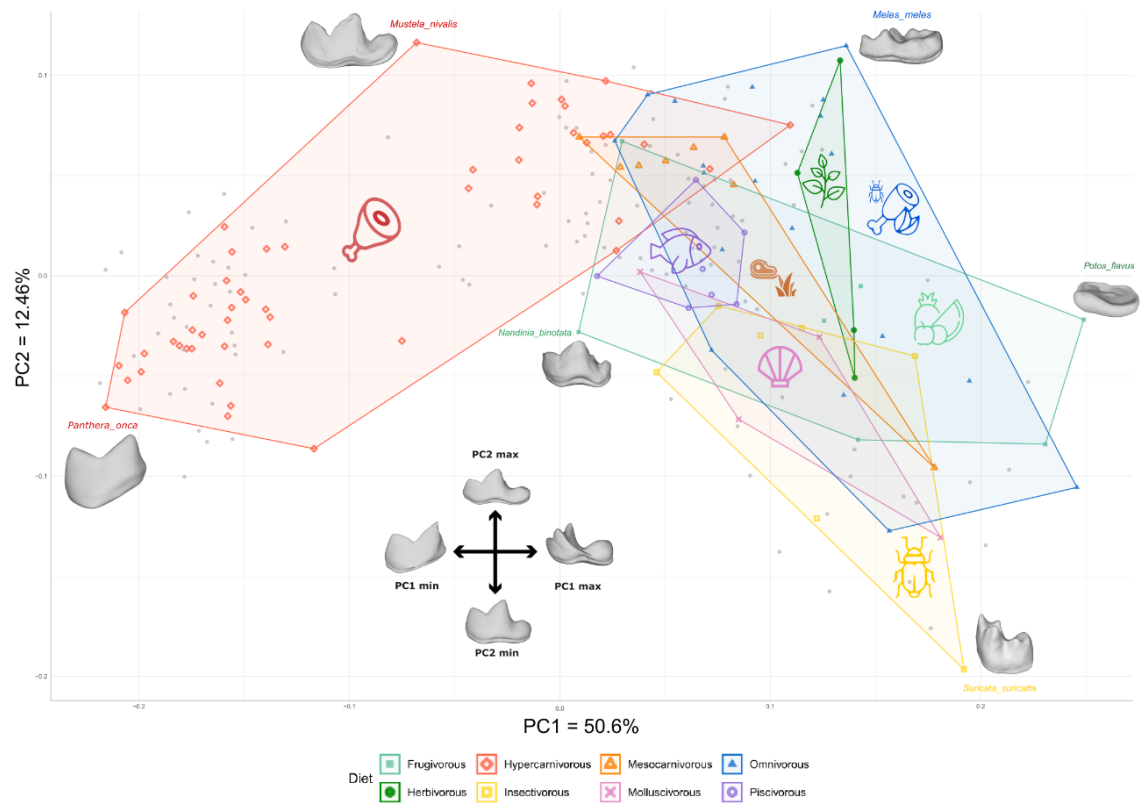 Mustela_nivalis
Meles_meles
0.1
Potos_flavus
0.0
Nandinia_binotata
PC2 = 12.46%
Panthera_onca
PC2 max
−0.1
PC1 min
PC1 max
PC2 min
−0.2
Suricata_suricatta
−0.2
−0.1
0.0
0.1
0.2
PC1 = 50.6%
Diet
Frugivorous
Hypercarnivorous
Mesocarnivorous
Omnivorous
Herbivorous
Insectivorous
Molluscivorous
Piscivorous